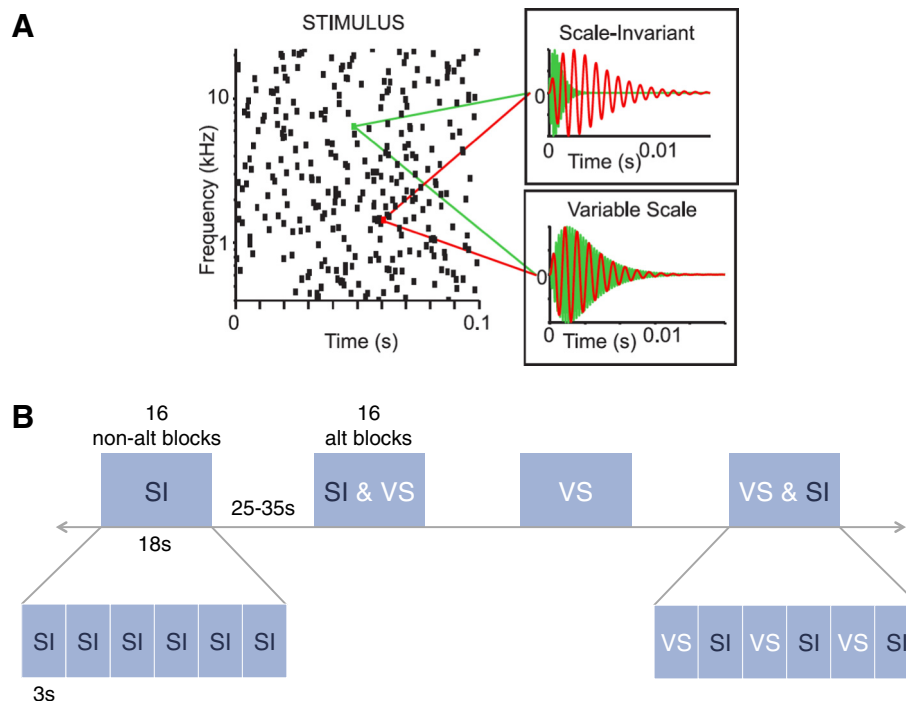 A
STIMULUS
Frequency (kHz)
10
1
0
0.1
Time (s)
Scale-Invariant
0
0
0.01
Time (s)
Variable Scale
0
0
0.01
Time (s)
B
16
non-alt blocks
16
alt blocks
SI
SI & VS
VS
VS & SI
25-35s
18s
SI SI SI SI SI SI
VS SI VS SI VS SI
3s